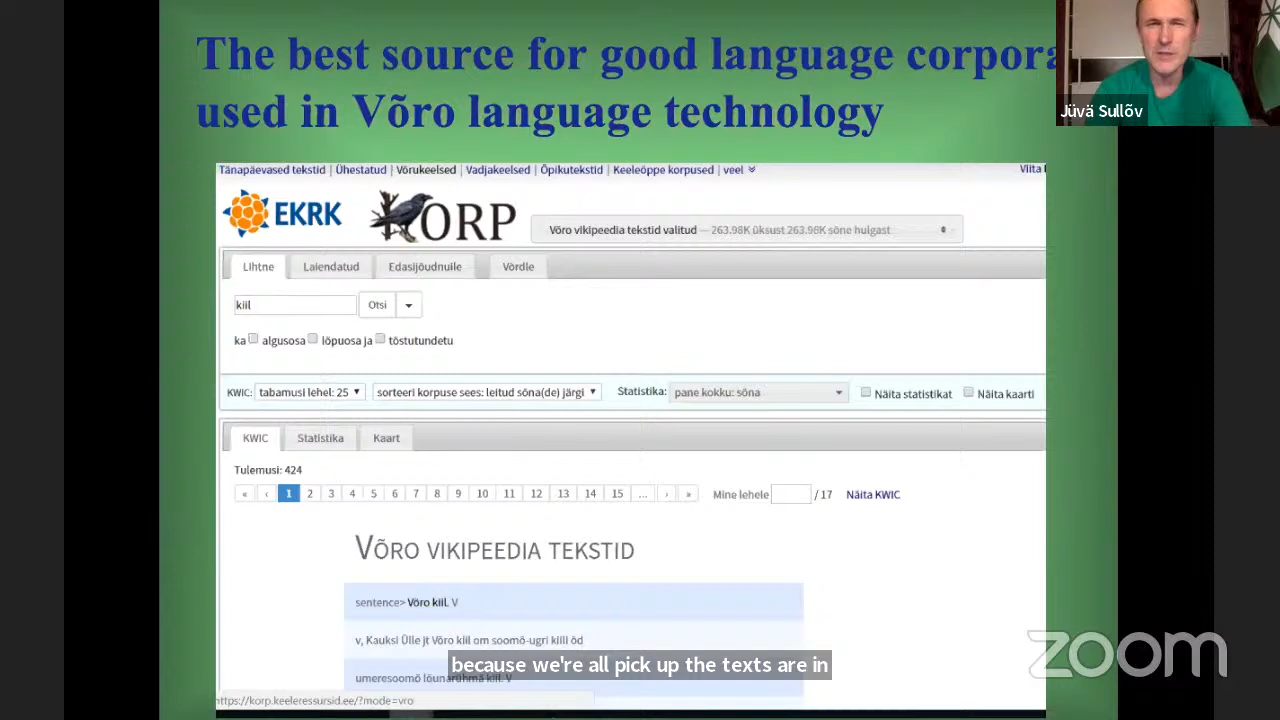 The best source for good language corpora
used in Võro language technology
Jüvä Sullõv
Tänapäevased tekstid | Ühestatud | Võrukeelsed | Vadjakeelsed | Õpikutekstid | Keeleõppe korpused | veel
Viita
EKRK
KORP
Võro vikipeedia tekstid valitud — 263.98K üksust 263.98K sõne hulgast
Lihtne
Laiendatud
Edasijõudnuile
Võrdle
kiil
Otsi
ka algusosa lõpuosa ja tõstutundetu
KWIC: tabamusi lehel: 25 sorteeri korpuse sees: leitud sõna(de) järgi Statistika: pane kokku: sõna Näita statistikat Näita kaarti
KWIC
Statistika
Kaart
Tulemusi: 424
« ‹ 1 2 3 4 5 6 7 8 9 10 11 12 13 14 15 ... › » Mine lehele / 17 Näita KWIC
VÕRO VIKIPEEDIA TEKSTID
sentence> Võro kiil. V
v, Kauksi Ülle jt Võro kiil om soomõ-ugri kiili õd
because we're all pick up the texts are in
umeresoomõ lõunarühmä kiil. V
https://korp.keeleressursid.ee/?mode=vro
zoom